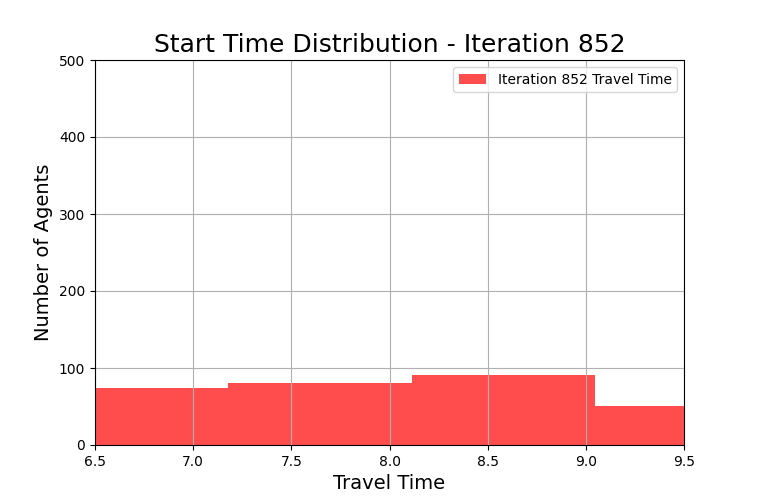 Start Time Distribution - Iteration 852
Iteration 852 Travel Time
Number of Agents
500
400
300
200
100
0
6.5 7.0 7.5 8.0 8.5 9.0 9.5
Travel Time